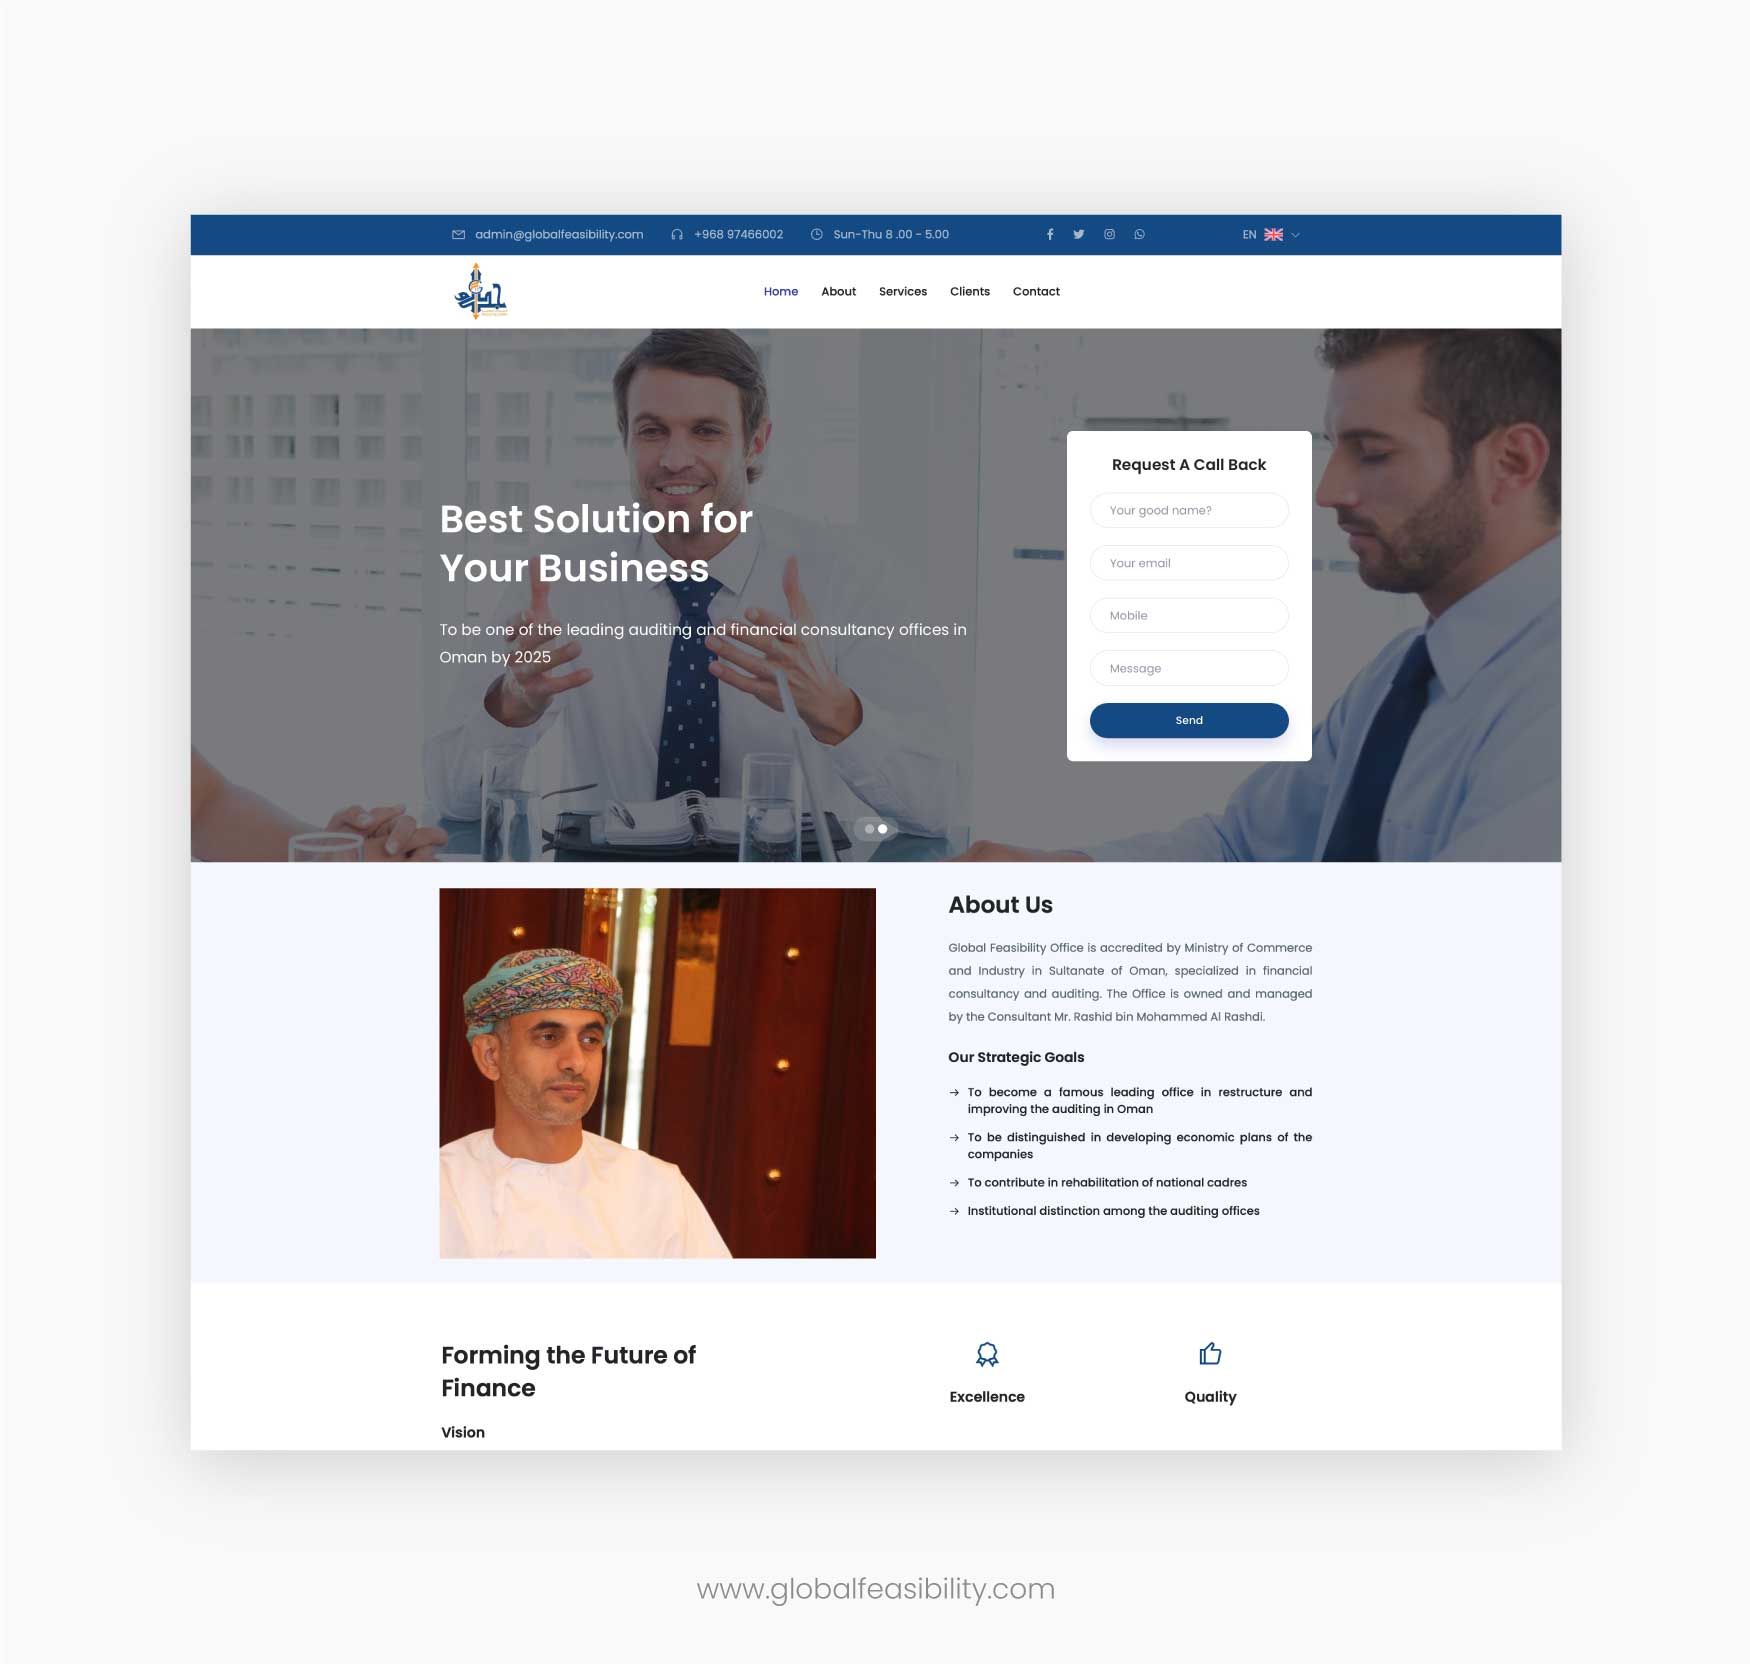 admin@globalfeasibility.com +968 97466002 Sun-Thu 8 .00 - 5.00 EN
Home About Services Clients Contact
Best Solution for
Your Business
To be one of the leading auditing and financial consultancy offices in
Oman by 2025
Request A Call Back
Your good name?
Your email
Mobile
Message
Send
About Us
Global Feasibility Office is accredited by Ministry of Commerce
and Industry in Sultanate of Oman, specialized in financial
consultancy and auditing. The Office is owned and managed
by the Consultant Mr. Rashid bin Mohammed Al Rashdi.
Our Strategic Goals
To become a famous leading office in restructure and
improving the auditing in Oman
To be distinguished in developing economic plans of the
companies
To contribute in rehabilitation of national cadres
Institutional distinction among the auditing offices
Forming the Future of
Finance
Vision
Excellence
Quality
www.globalfeasibility.com